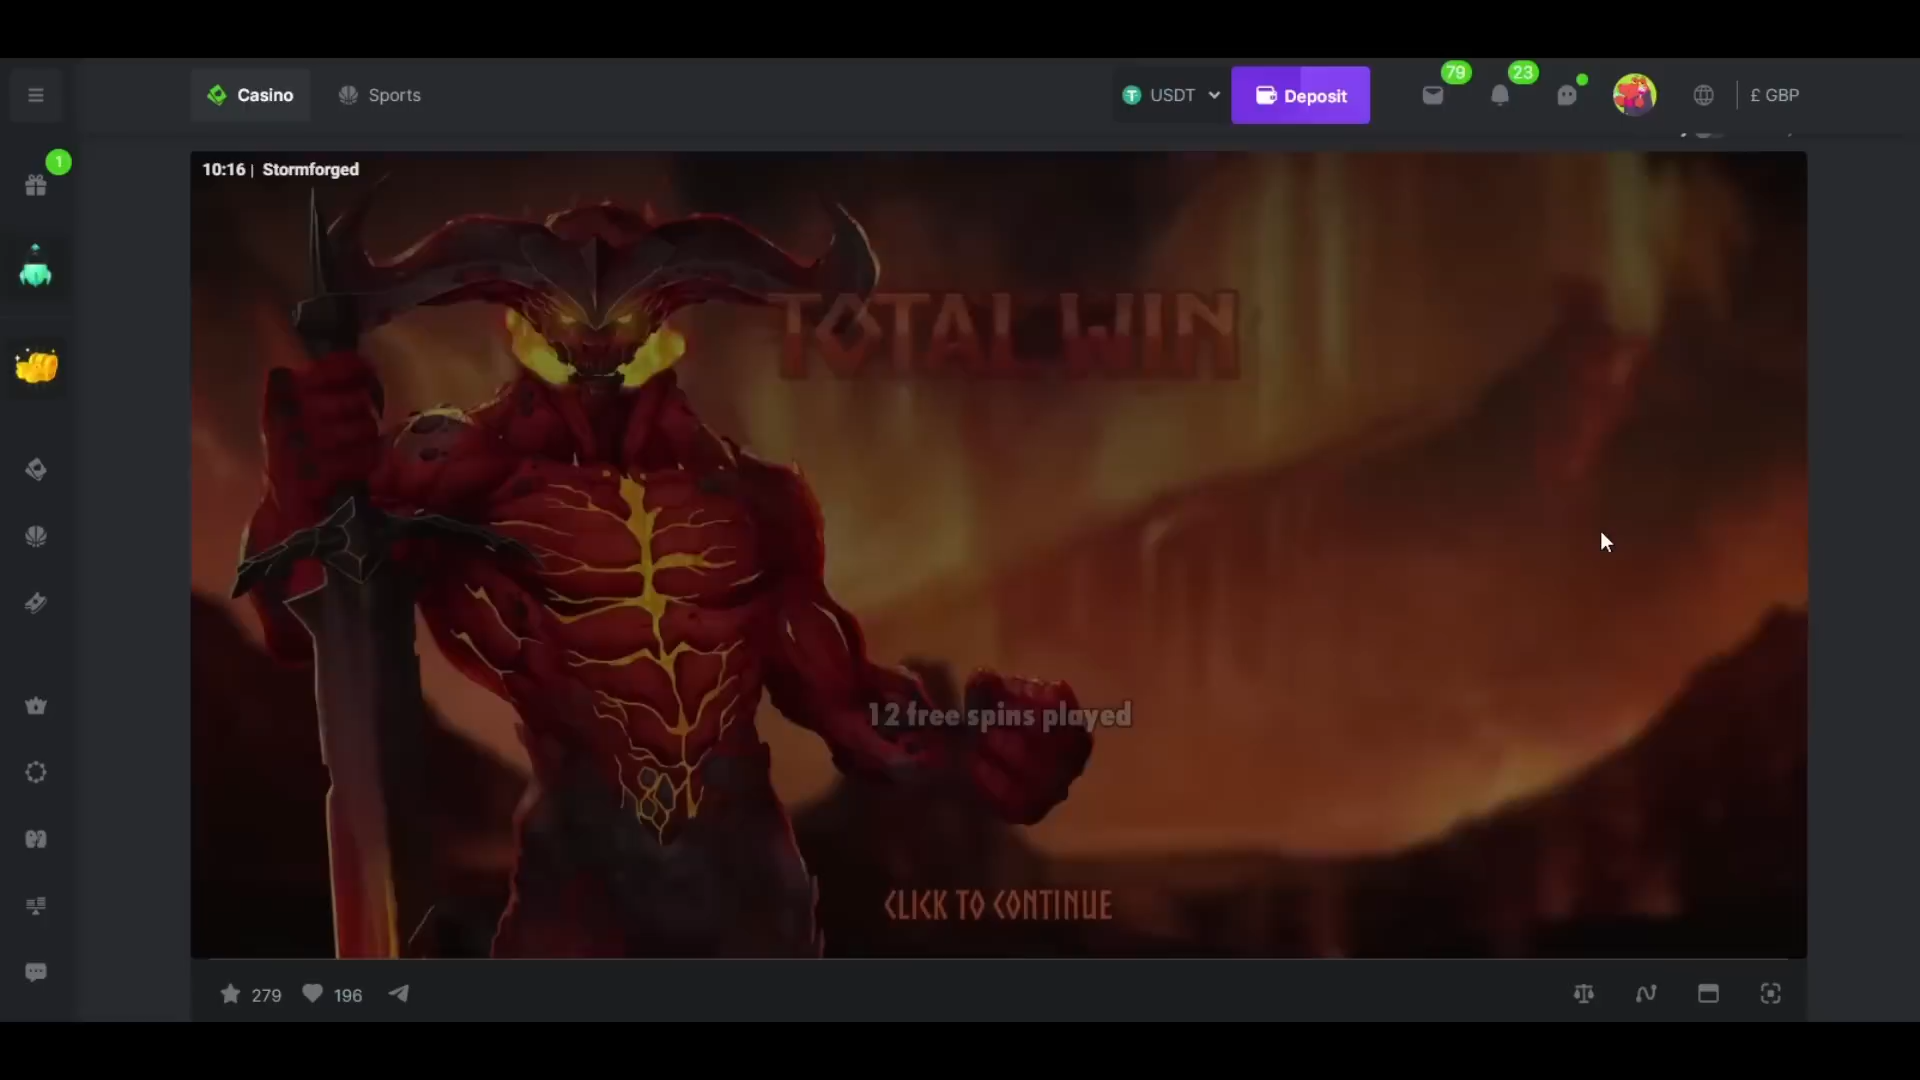 Casino
Sports
USDT
Deposit
79
23
£ GBP
1
10:16 | Stormforged
TOTAL WIN
12 free spins played
CLICK TO CONTINUE
279
196